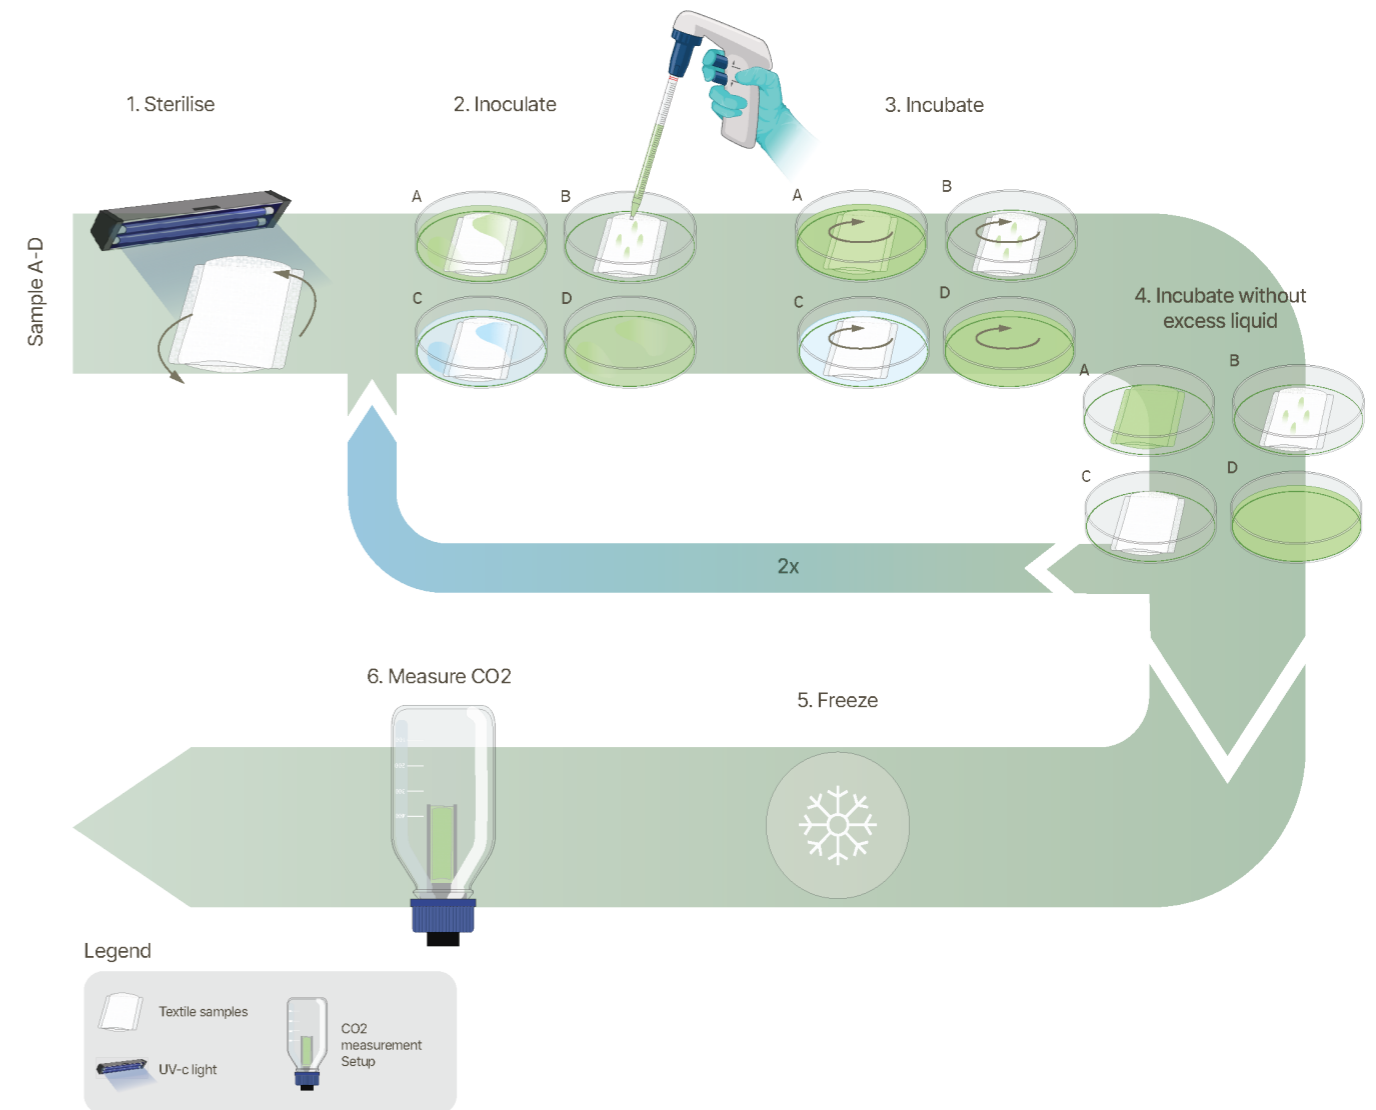 1. Sterilise
2. Inoculate
3. Incubate
Sample A-D
A
B
C
D
A
B
C
D
4. Incubate without
excess liquid
A
B
C
D
2x
6. Measure CO2
5. Freeze
Legend
Textile samples
UV-c light
CO2
measurement
Setup